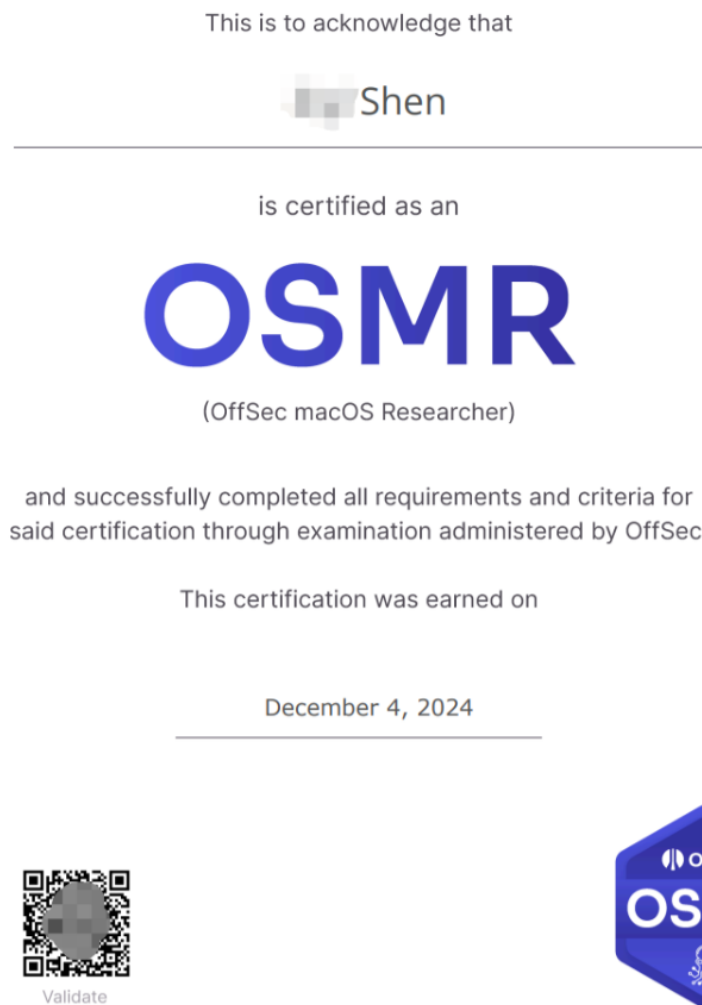 This is to acknowledge that
Shen
is certified as an
OSMR
(OffSec macOS Researcher)
and successfully completed all requirements and criteria for
said certification through examination administered by OffSec
This certification was earned on
December 4, 2024
O
OS
Validate